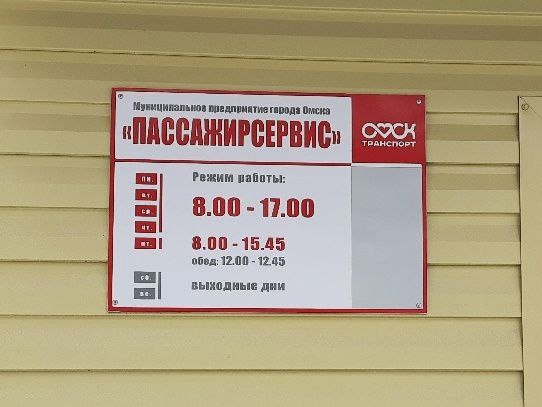 Муниципальное предприятие города Омска
«ПАССАЖИРСЕРВИС»
ОМСК
ТРАНСПОРТ
Режим работы:
пн.
вт.
ср.
чт.
8.00 - 17.00
пт.
8.00 - 15.45
обед: 12.00 - 12.45
сб.
вс.
выходные дни